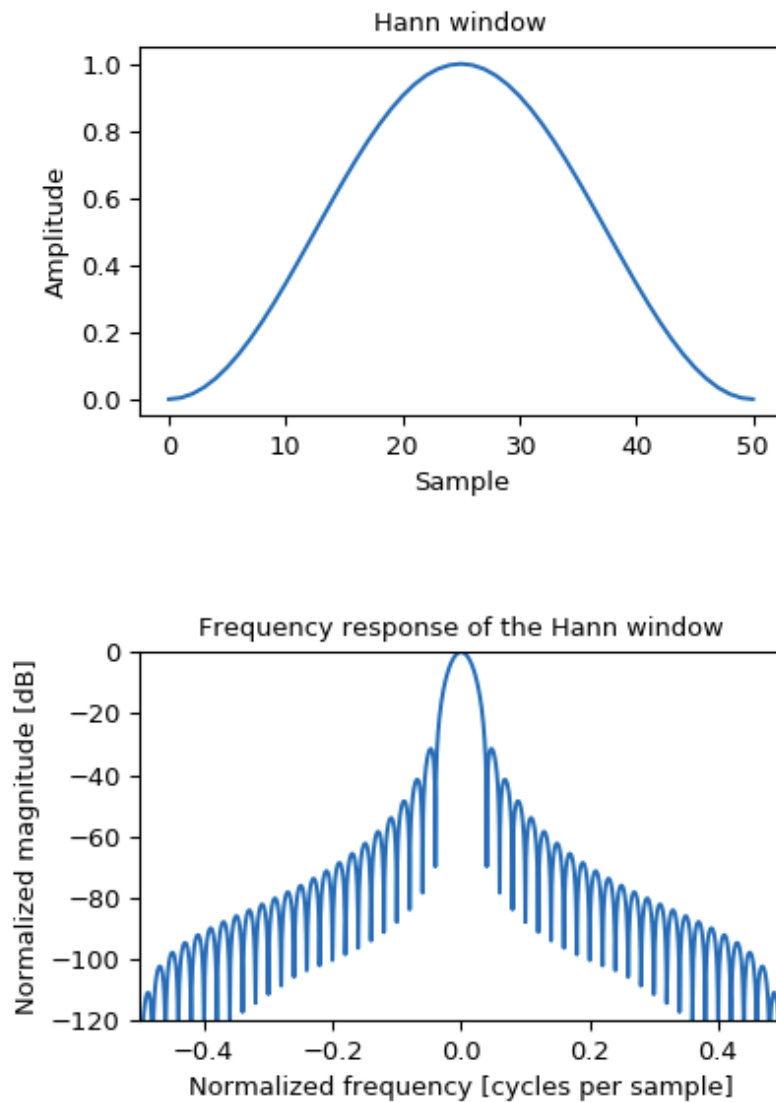 Hann window
1.0
0.8
0.6
0.4
0.2
0.0
Amplitude
0 10 20 30 40 50
Sample
Frequency response of the Hann window
0
−20
−40
−60
−80
−100
−120
Normalized magnitude [dB]
−0.4 −0.2 0.0 0.2 0.4
Normalized frequency [cycles per sample]